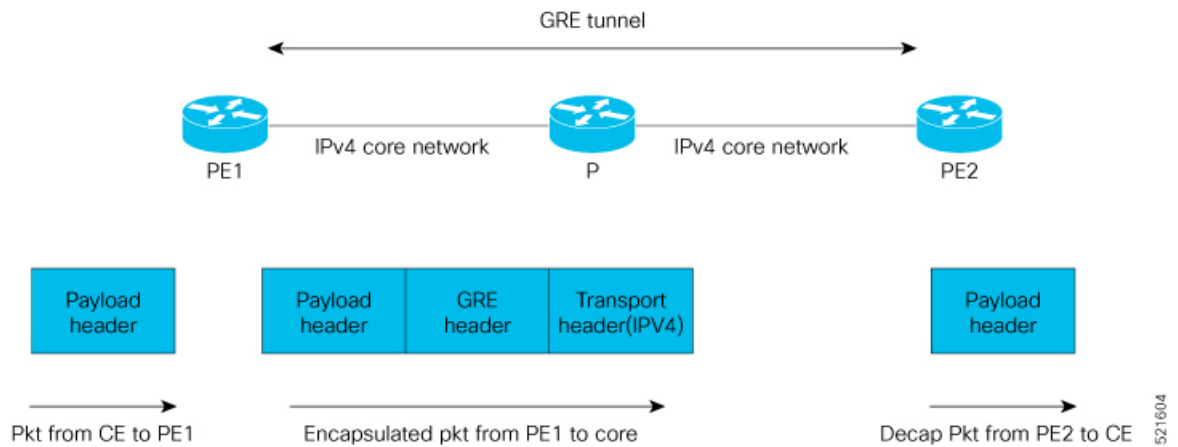 GRE tunnel
IPv4 core network
IPv4 core network
PE1
P
PE2
Payload
header
Payload
header
GRE
header
Transport
header(IPV4)
Payload
header
Pkt from CE to PE1
Encapsulated pkt from PE1 to core
Decap Pkt from PE2 to CE
521604